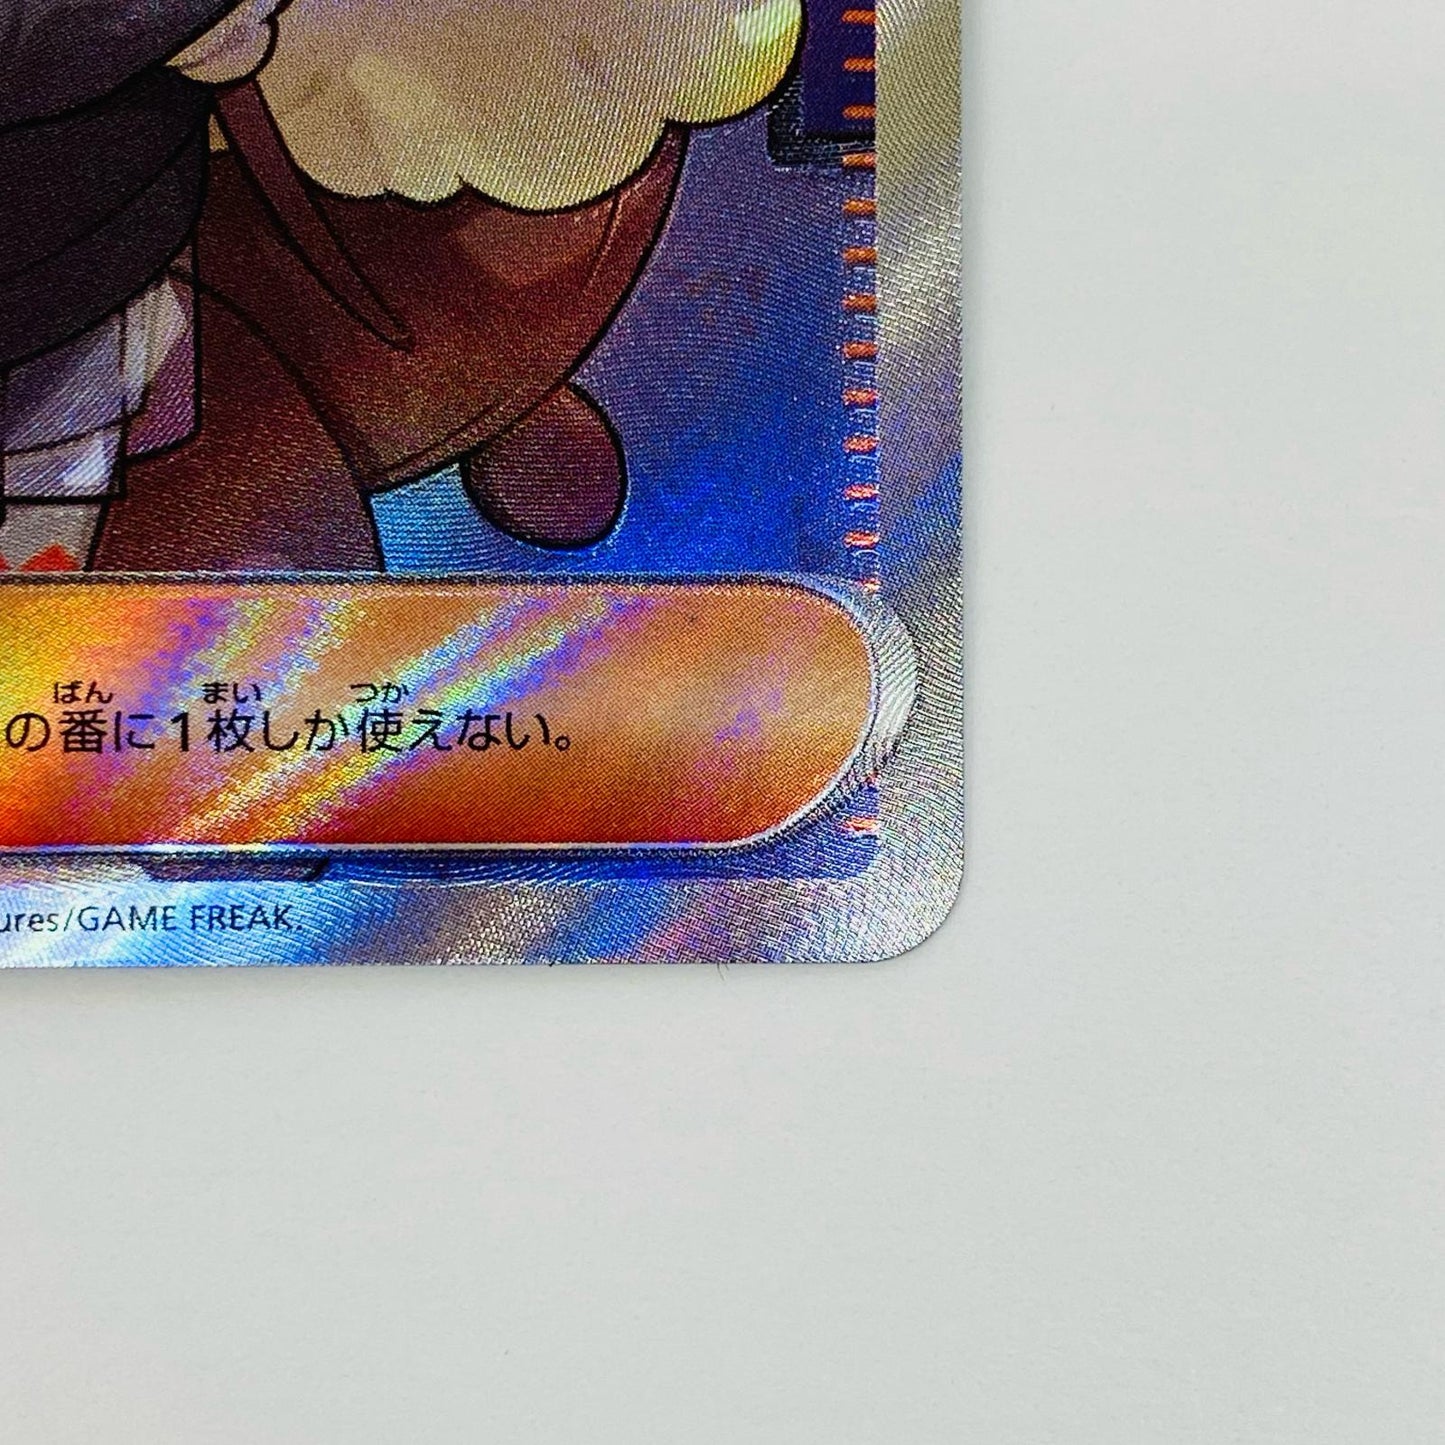 ばん まい つか
の番に1枚しか使えない。
ures/GAME FREAK.